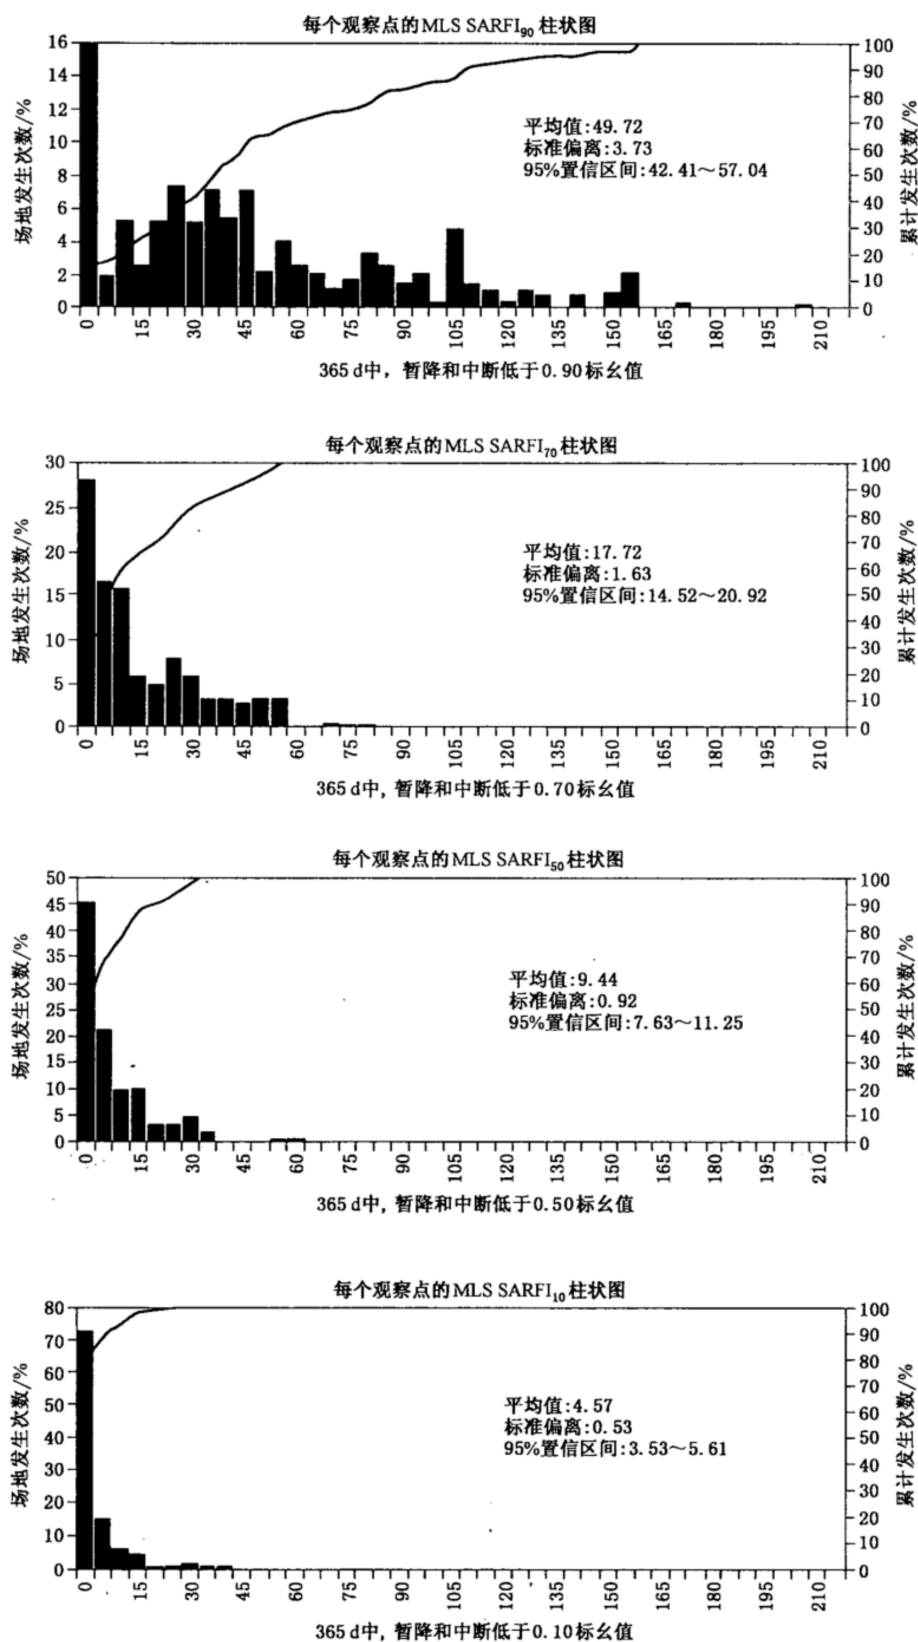 每个观察点的MLS SARFI90柱状图
场地发生次数/%
16
14
12
10
8
6
4
2
0
平均值:49.72
标准偏离:3.73
95%置信区间:42.41～57.04
100
90
80
70
60
50
40
30
20
10
0
累计发生次数/%
0 15 30 45 60 75 90 105 120 135 150 165 180 195 210
365 d中，暂降和中断低于0.90标幺值
每个观察点的MLS SARFI70柱状图
场地发生次数/%
30
25
20
15
10
5
0
平均值:17.72
标准偏离:1.63
95%置信区间:14.52～20.92
100
90
80
70
60
50
40
30
20
10
0
累计发生次数/%
0 15 30 45 60 75 90 105 120 135 150 165 180 195 210
365 d中，暂降和中断低于0.70标幺值
每个观察点的MLS SARFI50柱状图
场地发生次数/%
50
45
40
35
30
25
20
15
10
5
0
平均值:9.44
标准偏离:0.92
95%置信区间:7.63～11.25
100
90
80
70
60
50
40
30
20
10
0
累计发生次数/%
0 15 30 45 60 75 90 105 120 135 150 165 180 195 210
365 d中，暂降和中断低于0.50标幺值
每个观察点的MLS SARFI10柱状图
场地发生次数/%
80
70
60
50
40
30
20
10
0
平均值:4.57
标准偏离:0.53
95%置信区间:3.53～5.61
100
90
80
70
60
50
40
30
20
10
0
累计发生次数/%
0 15 30 45 60 75 90 105 120 135 150 165 180 195 210
365 d中，暂降和中断低于0.10标幺值